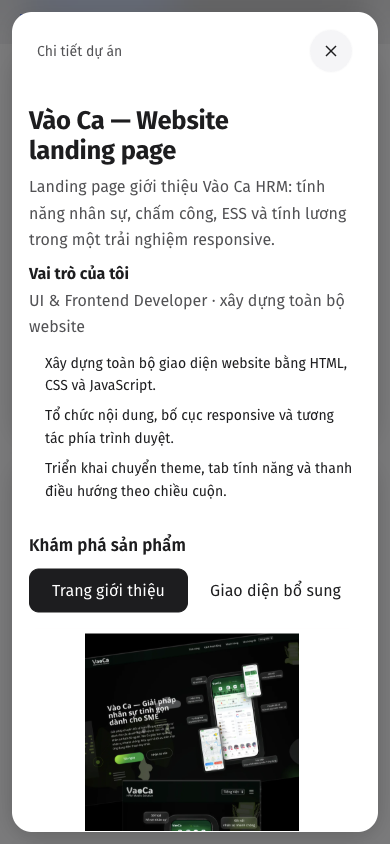 Chi tiết dự án
Vào Ca — Website
landing page
Landing page giới thiệu Vào Ca HRM: tính
năng nhân sự, chấm công, ESS và tính lương
trong một trải nghiệm responsive.
Vai trò của tôi
UI & Frontend Developer · xây dựng toàn bộ
website
Xây dựng toàn bộ giao diện website bằng HTML,
CSS và JavaScript.
Tổ chức nội dung, bố cục responsive và tương
tác phía trình duyệt.
Triển khai chuyển theme, tab tính năng và thanh
điều hướng theo chiều cuộn.
Khám phá sản phẩm
Trang giới thiệu
Giao diện bổ sung
VaoCa
Vào Ca — Giải pháp
nhân sự tinh gọn
dành cho SME
VaoCa